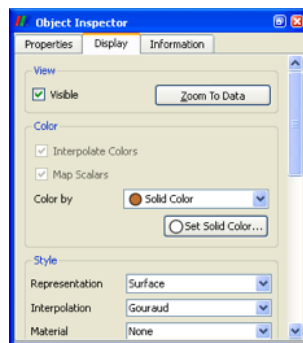 Object Inspector
Properties Display Information
View
Visible Zoom To Data
Color
Interpolate Colors
Map Scalars
Color by Solid Color
Set Solid Color...
Style
Representation Surface
Interpolation Gouraud
Material None